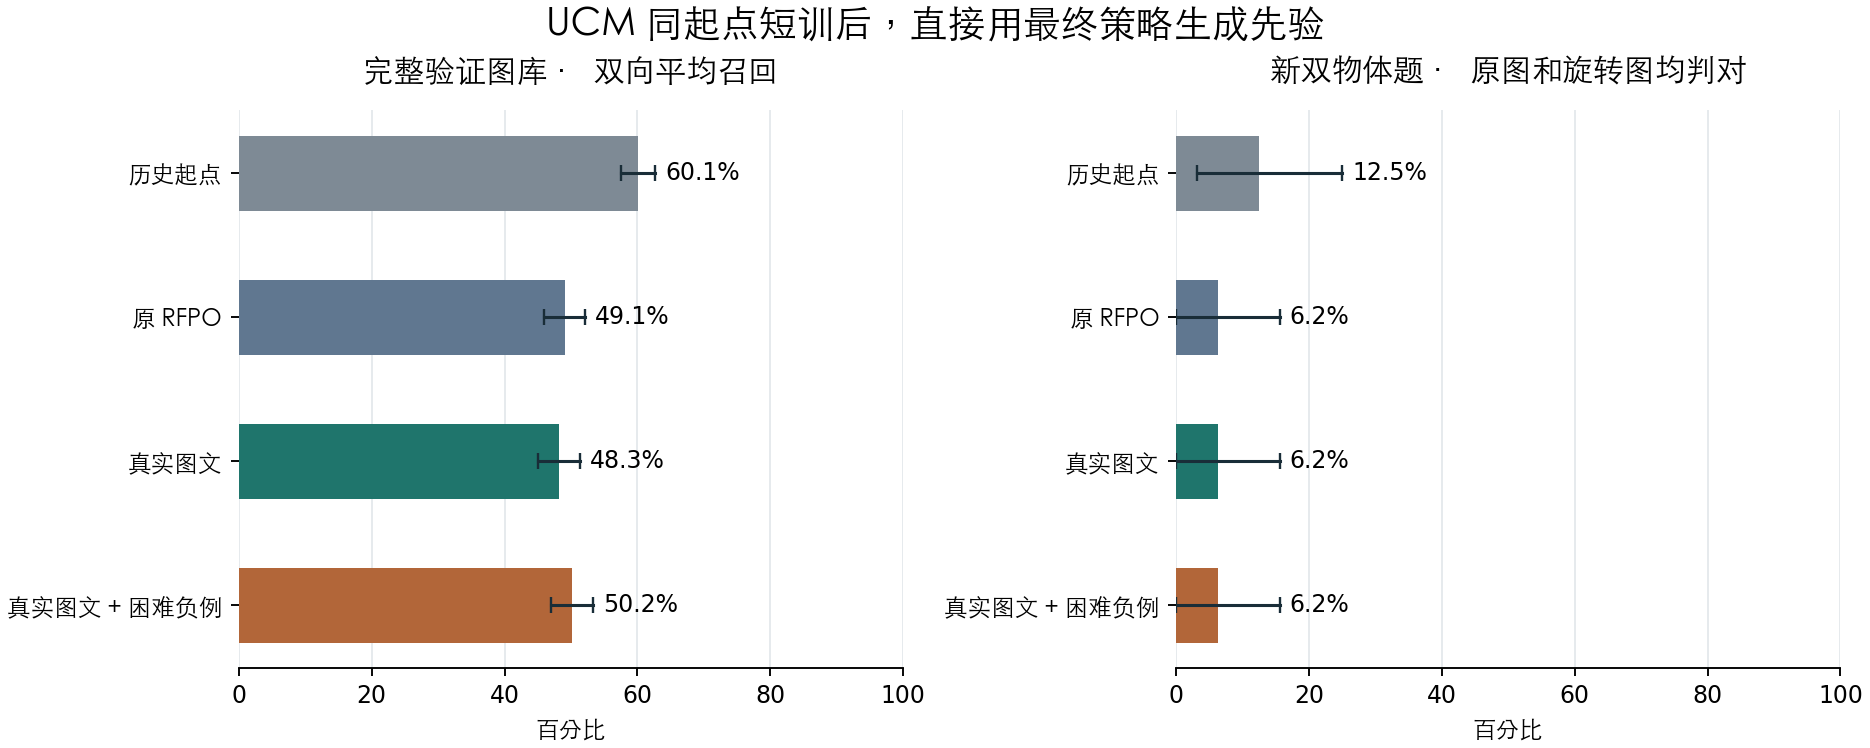 UCM 同起点短训后，直接用最终策略生成先验
完整验证图库 · 双向平均召回
历史起点
60.1%
原 RFPO
49.1%
真实图文
48.3%
真实图文 + 困难负例
50.2%
0 20 40 60 80 100
百分比
新双物体题 · 原图和旋转图均判对
历史起点
12.5%
原 RFPO
6.2%
真实图文
6.2%
真实图文 + 困难负例
6.2%
0 20 40 60 80 100
百分比